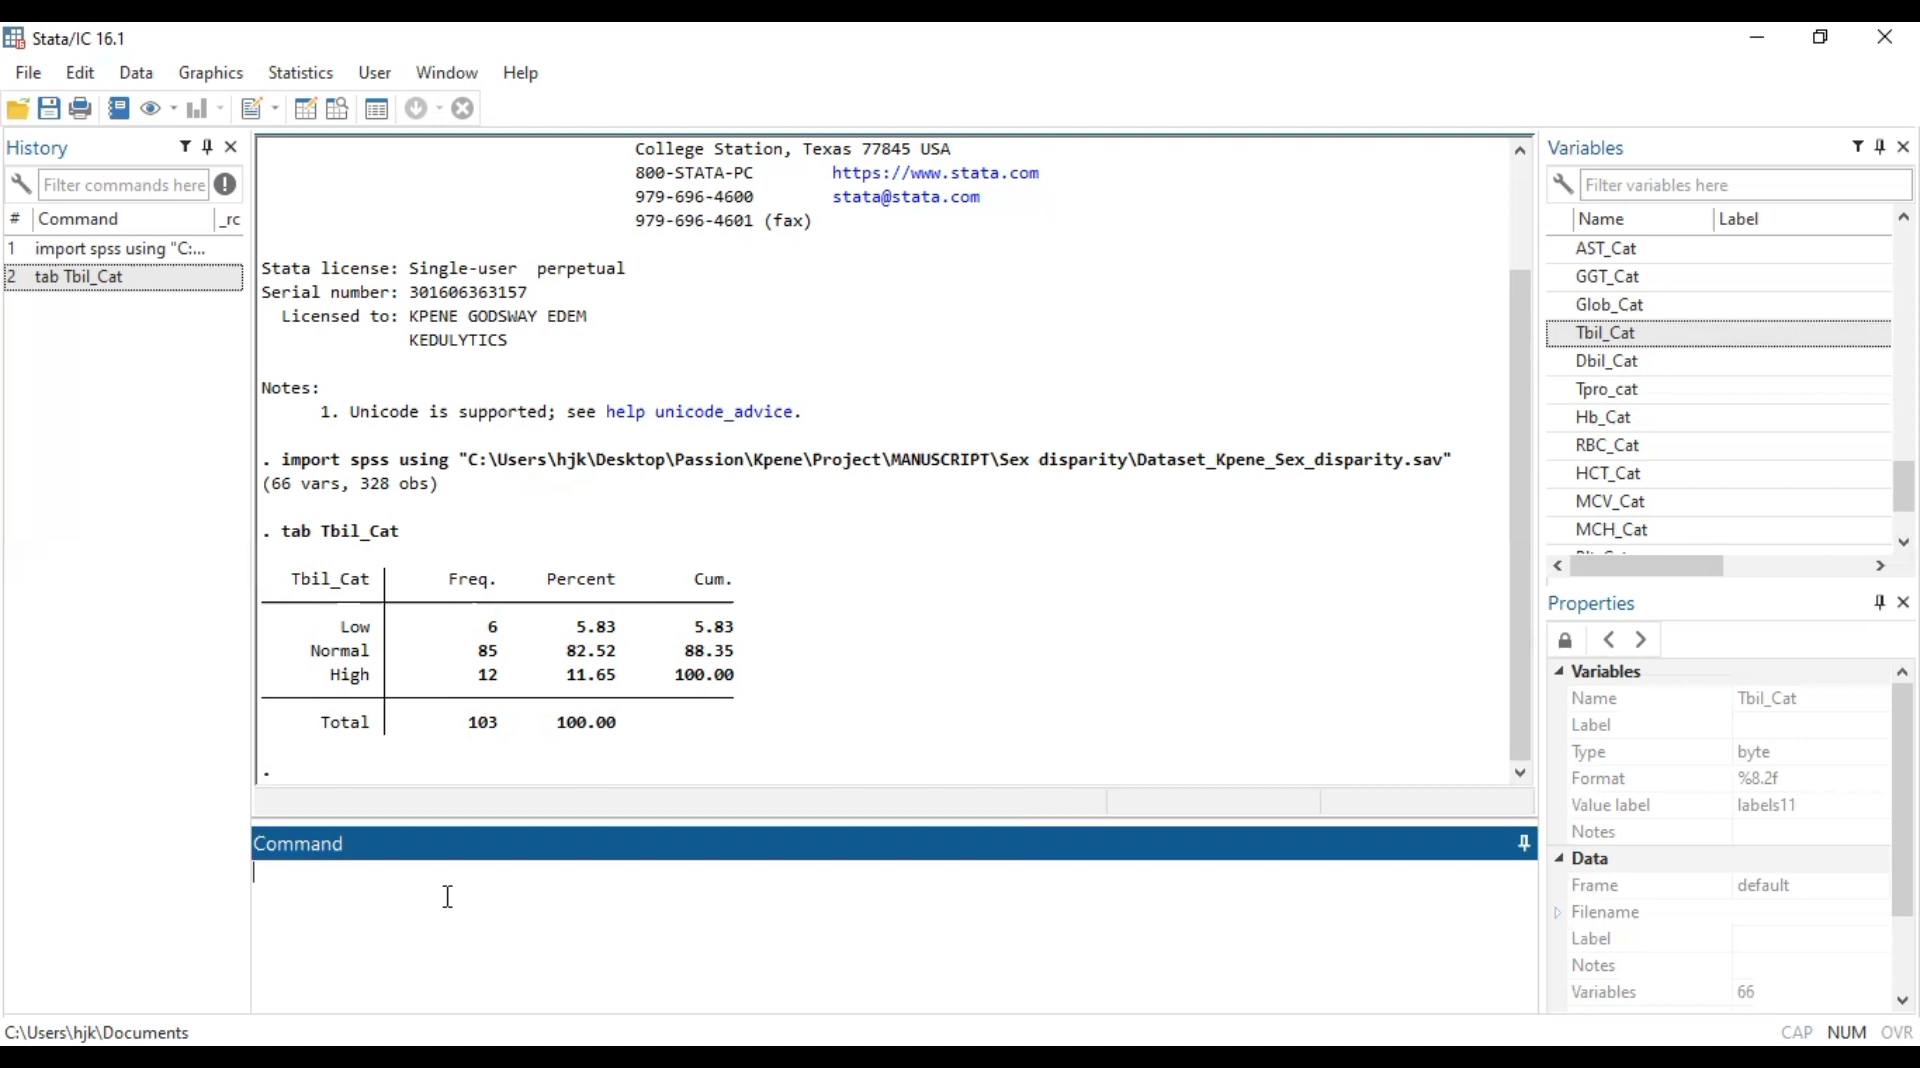 Stata/IC 16.1
File Edit Data Graphics Statistics User Window Help
History
Filter commands here
# Command _rc
1 import spss using "C:...
2 tab Tbil_Cat
College Station, Texas 77845 USA
800-STATA-PC https://www.stata.com
979-696-4600 stata@stata.com
979-696-4601 (fax)
Stata license: Single-user perpetual
Serial number: 301606363157
Licensed to: KPENE GODSWAY EDEM
KEDULYTICS
Notes:
1. Unicode is supported; see help unicode_advice.
. import spss using "C:\Users\hjk\Desktop\Passion\Kpene\Project\MANUSCRIPT\Sex disparity\Dataset_Kpene_Sex_disparity.sav"
(66 vars, 328 obs)
. tab Tbil_Cat
Tbil_Cat Freq. Percent Cum.
Low 6 5.83 5.83
Normal 85 82.52 88.35
High 12 11.65 100.00
Total 103 100.00
.
Command
Variables
Filter variables here
Name Label
AST_Cat
GGT_Cat
Glob_Cat
Tbil_Cat
Dbil_Cat
Tpro_cat
Hb_Cat
RBC_Cat
HCT_Cat
MCV_Cat
MCH_Cat
Properties
Variables
Name Tbil_Cat
Label
Type byte
Format %8.2f
Value label labels11
Notes
Data
Frame default
Filename
Label
Notes
Variables 66
C:\Users\hjk\Documents
CAP NUM OVR